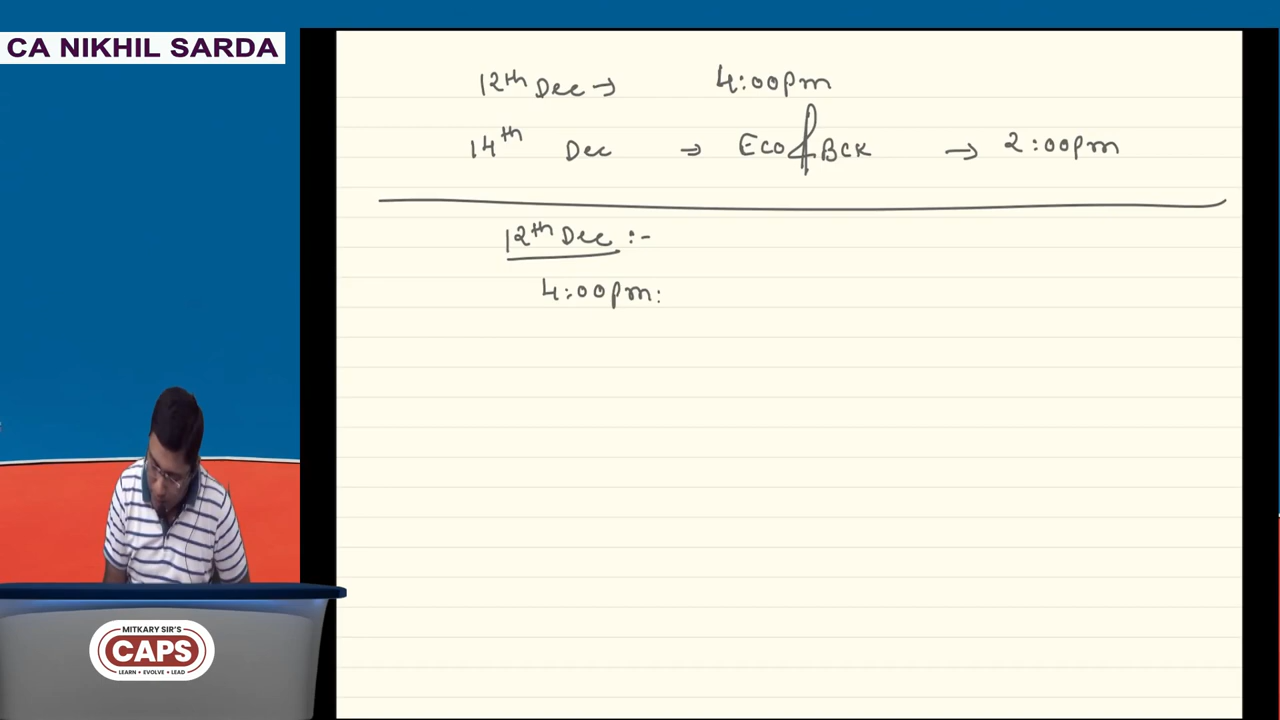 CA NIKHIL SARDA
12th Dec → 4:00pm
14th Dec → Eco & BCK → 2:00pm
12th Dec :-
4:00pm:
MITKARY SIR'S
CAPS
LEARN • EVOLVE • LEAD